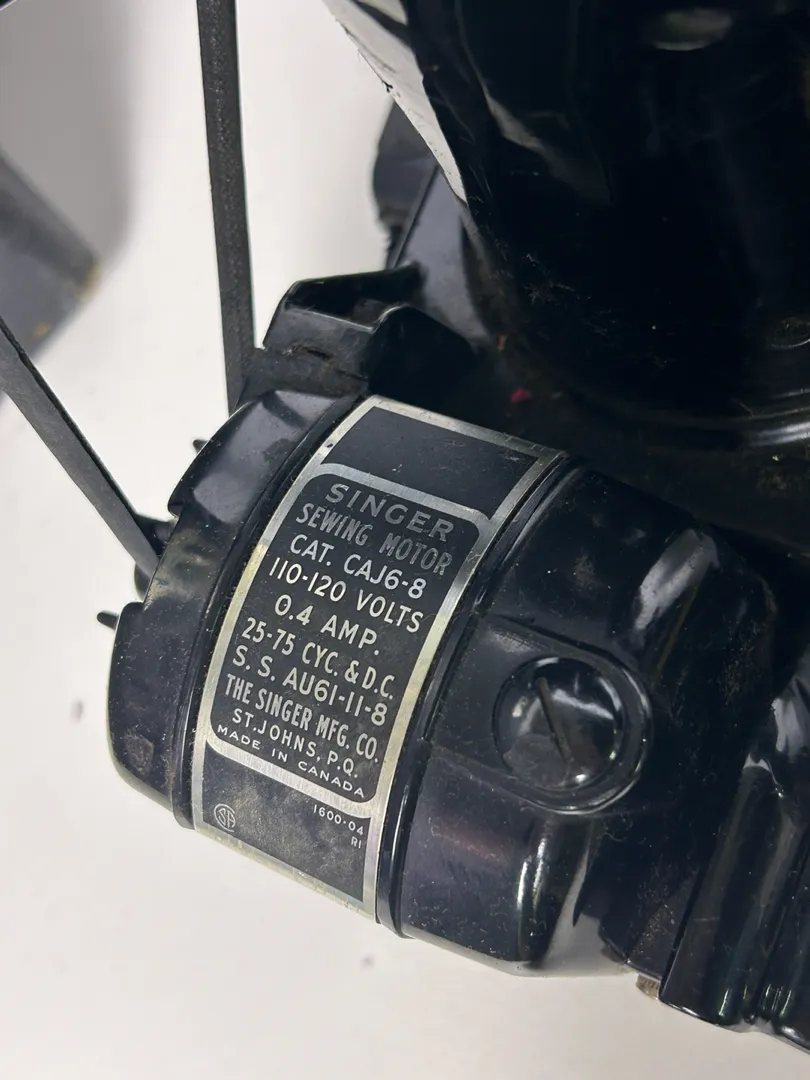 SINGER
SEWING MOTOR
CAT. CAJ6-8
110-120 VOLTS
0.4 AMP.
25-75 CYC. & D.C.
S. S. AU61-11-8
THE SINGER MFG. CO.
ST. JOHNS, P.Q.
MADE IN CANADA
1600-04
R1
SA